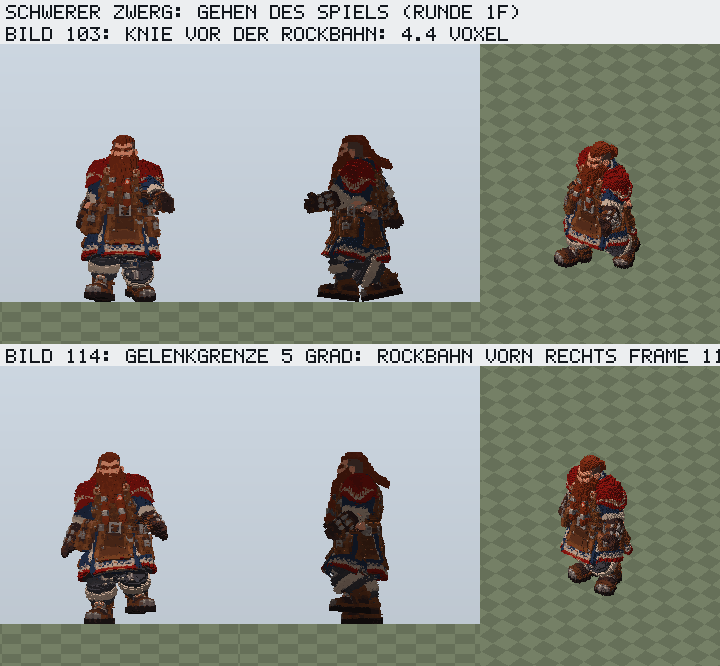 SCHWERER ZWERG: GEHEN DES SPIELS (RUNDE 1F)
BILD 103: KNIE VOR DER ROCKBAHN: 4.4 VOXEL
BILD 114: GELENKGRENZE 5 GRAD: ROCKBAHN VORN RECHTS FRAME 11